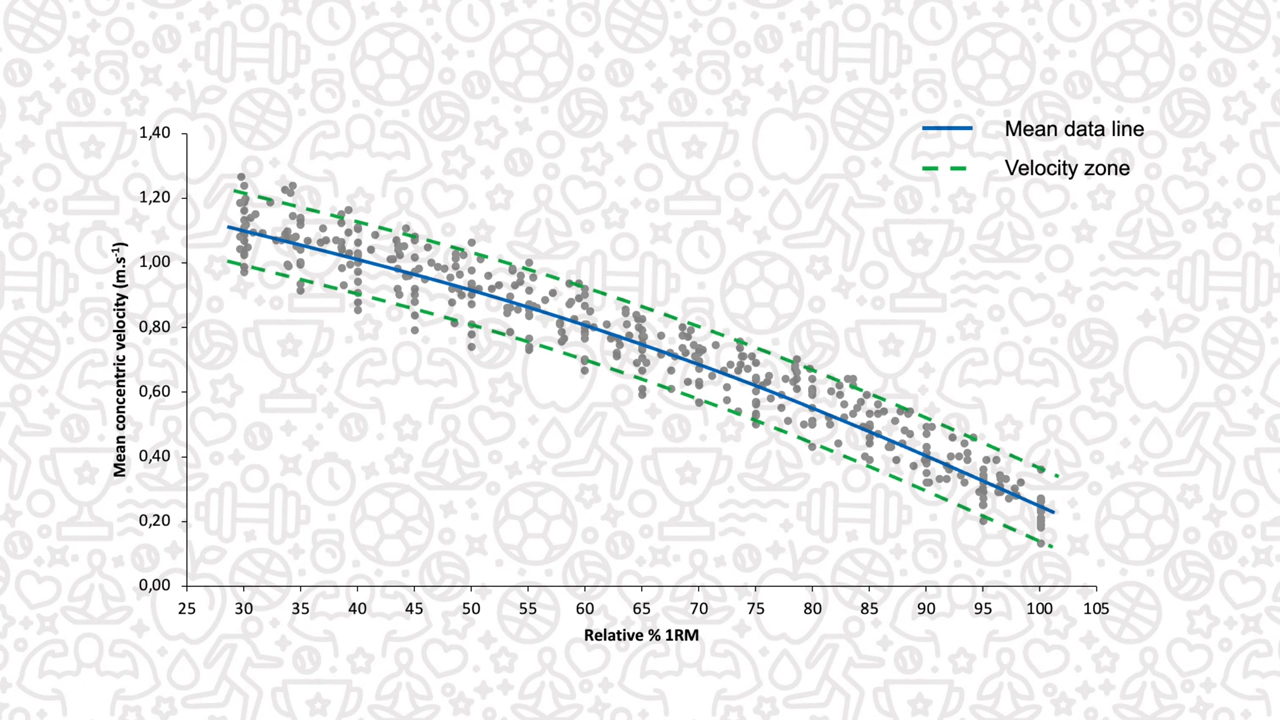 Mean data line
Velocity zone
1,40
1,20
1,00
0,80
0,60
0,40
0,20
0,00
Mean concentric velocity (m.s⁻¹)
25 30 35 40 45 50 55 60 65 70 75 80 85 90 95 100 105
Relative % 1RM